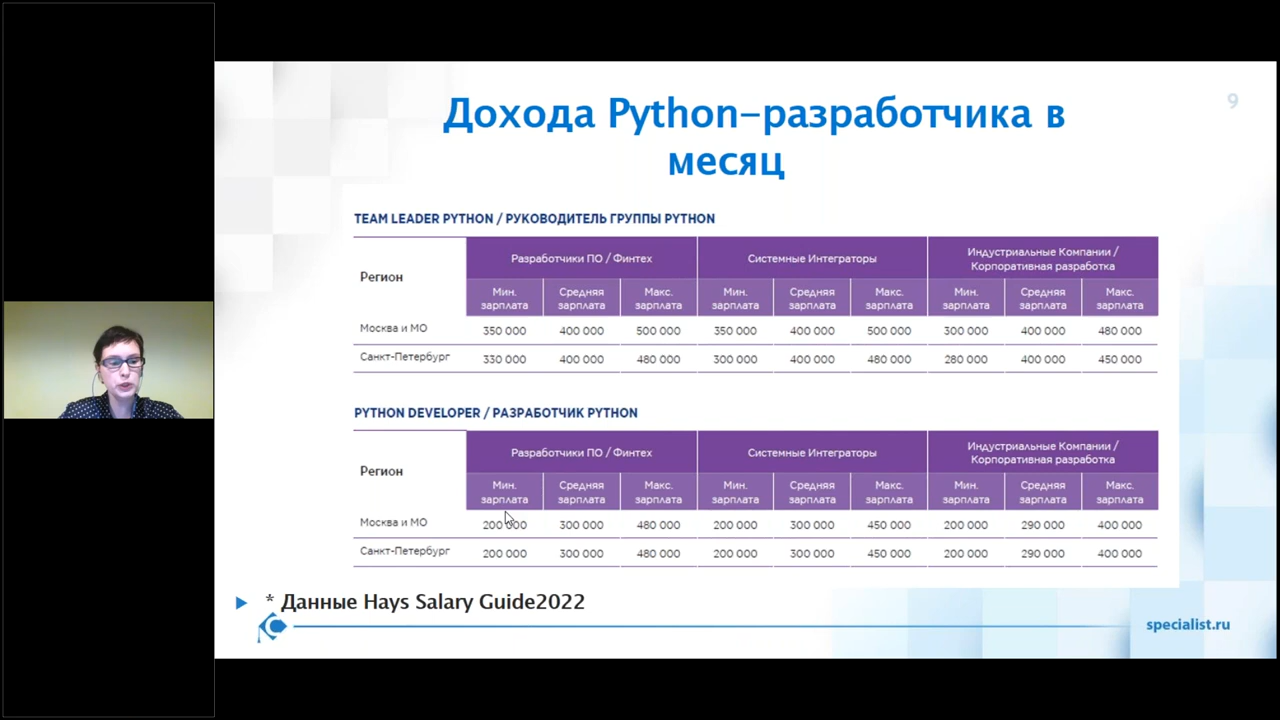 9
Дохода Python-разработчика в
месяц
TEAM LEADER PYTHON / РУКОВОДИТЕЛЬ ГРУППЫ PYTHON
Регион Разработчики ПО / Финтех Системные Интеграторы Индустриальные Компании /
Корпоративная разработка
Мин. Средняя Макс. Мин. Средняя Макс. Мин. Средняя Макс.
зарплата зарплата зарплата зарплата зарплата зарплата зарплата зарплата зарплата
Москва и МО 350 000 400 000 500 000 350 000 400 000 500 000 300 000 400 000 480 000
Санкт-Петербург 330 000 400 000 480 000 300 000 400 000 480 000 280 000 400 000 450 000
PYTHON DEVELOPER / РАЗРАБОТЧИК PYTHON
Регион Разработчики ПО / Финтех Системные Интеграторы Индустриальные Компании /
Корпоративная разработка
Мин. Средняя Макс. Мин. Средняя Макс. Мин. Средняя Макс.
зарплата зарплата зарплата зарплата зарплата зарплата зарплата зарплата зарплата
Москва и МО 200 000 300 000 480 000 200 000 300 000 450 000 200 000 290 000 400 000
Санкт-Петербург 200 000 300 000 480 000 200 000 300 000 450 000 200 000 290 000 400 000
* Данные Hays Salary Guide2022
specialist.ru